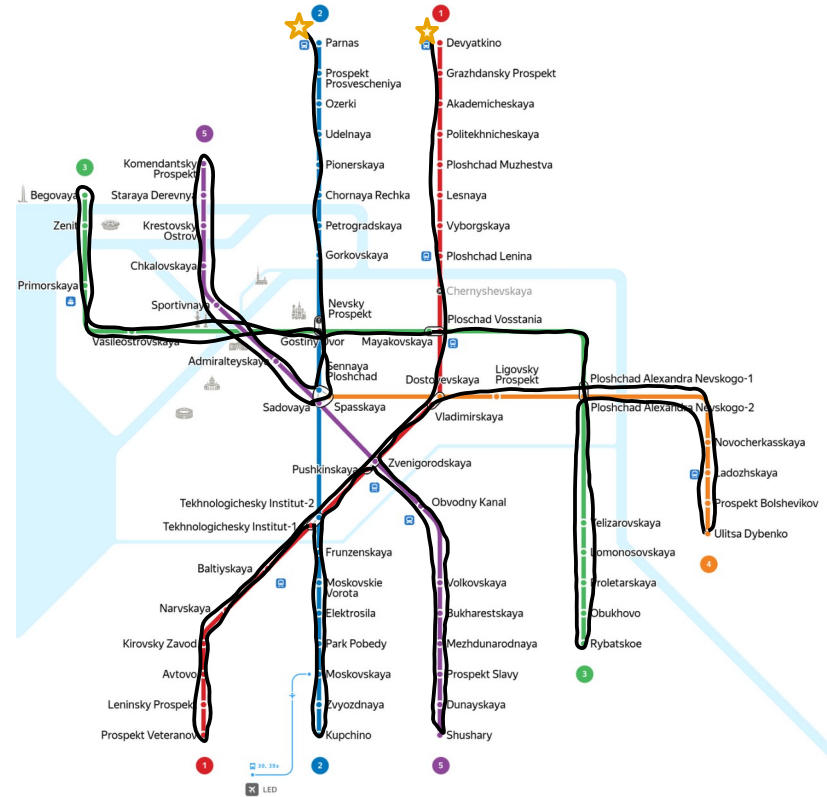 2
1
Parnas
Devyatkino
Prospekt
Prosvescheniya
Grazhdansky Prospekt
Ozerki
Akademicheskaya
5
Udelnaya
Politekhnicheskaya
3
Komendantsky
Prospekt
Pionerskaya
Ploshchad Muzhestva
Begovaya
Staraya Derevnya
Chornaya Rechka
Lesnaya
Zenit
Krestovsky
Ostrov
Petrogradskaya
Vyborgskaya
Chkalovskaya
Gorkovskaya
Ploshchad Lenina
Primorskaya
Chernyshevskaya
Sportivnaya
Nevsky
Prospekt
Ploschad Vosstania
Vasileostrovskaya
Gostiny Dvor
Mayakovskaya
Admiralteyskaya
Sennaya
Ploshchad
Dostoyevskaya
Ligovsky
Prospekt
Ploshchad Alexandra Nevskogo-1
Sadovaya
Spasskaya
Vladimirskaya
Ploshchad Alexandra Nevskogo-2
Novocherkasskaya
Pushkinskaya
Zvenigorodskaya
Ladozhskaya
Tekhnologichesky Institut-2
Obvodny Kanal
Prospekt Bolshevikov
Tekhnologichesky Institut-1
Yelizarovskaya
Ulitsa Dybenko
Frunzenskaya
Lomonosovskaya
4
Baltiyskaya
Moskovskie
Vorota
Volkovskaya
Proletarskaya
Narvskaya
Elektrosila
Bukharestskaya
Obukhovo
Kirovsky Zavod
Park Pobedy
Mezhdunarodnaya
Rybatskoe
Avtovo
Moskovskaya
Prospekt Slavy
3
Leninsky Prospekt
Zvyozdnaya
Dunayskaya
Prospekt Veteranov
Kupchino
Shushary
1
2
5
39, 39э
LED